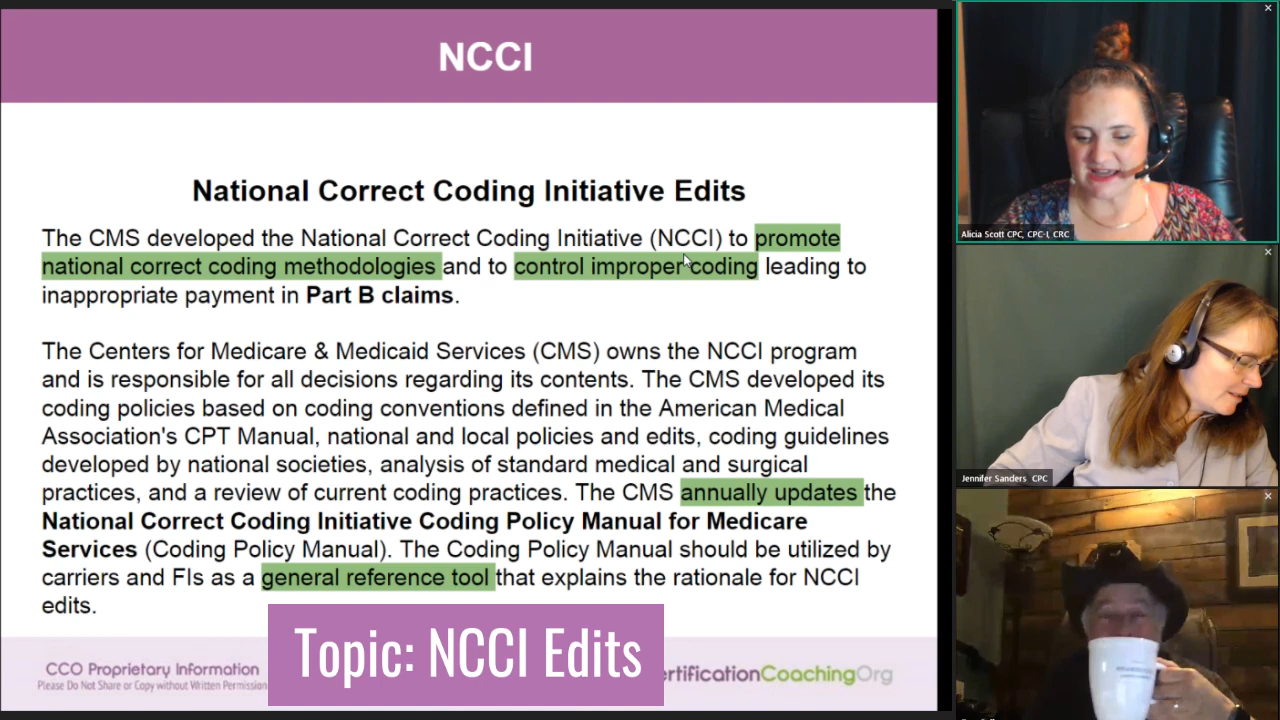 NCCI
National Correct Coding Initiative Edits
The CMS developed the National Correct Coding Initiative (NCCI) to promote
national correct coding methodologies and to control improper coding leading to
inappropriate payment in Part B claims.
The Centers for Medicare & Medicaid Services (CMS) owns the NCCI program
and is responsible for all decisions regarding its contents. The CMS developed its
coding policies based on coding conventions defined in the American Medical
Association's CPT Manual, national and local policies and edits, coding guidelines
developed by national societies, analysis of standard medical and surgical
practices, and a review of current coding practices. The CMS annually updates the
National Correct Coding Initiative Coding Policy Manual for Medicare
Services (Coding Policy Manual). The Coding Policy Manual should be utilized by
carriers and FIs as a general reference tool that explains the rationale for NCCI
edits.
Topic: NCCI Edits
CCO Proprietary Information
Please Do Not Share or Copy without Written Permission
ertificationCoachingOrg
Alicia Scott CPC, CPC-I, CRC
Jennifer Sanders CPC